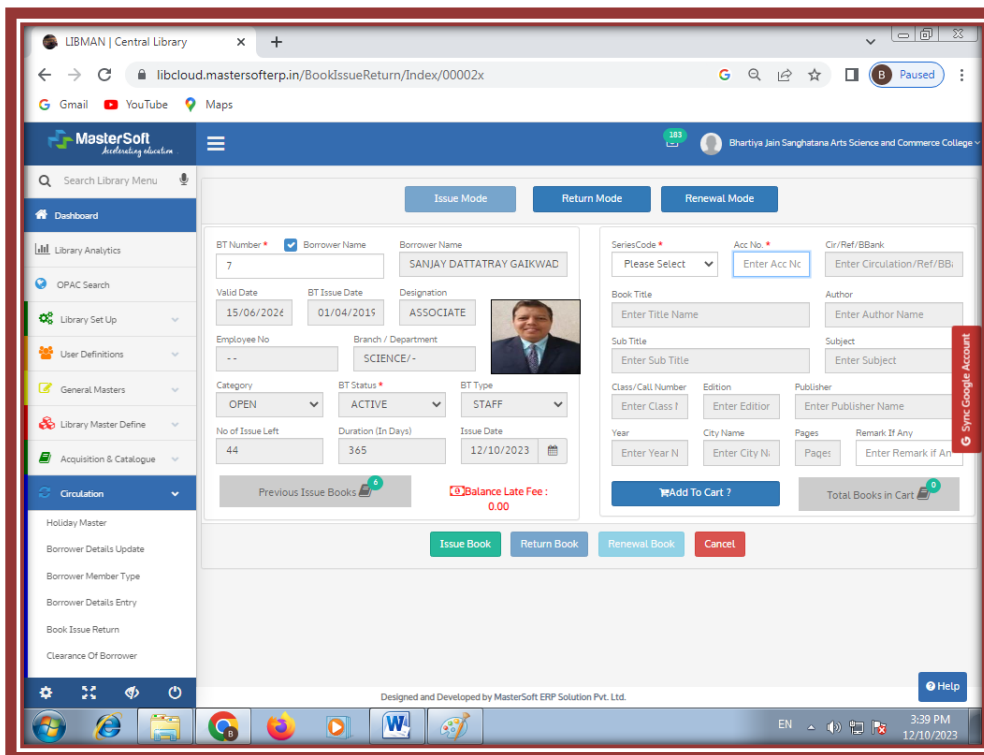 LIBMAN | Central Library
libcloud.mastersofterp.in/BookIssueReturn/Index/00002x
B Paused
Gmail YouTube Maps
MasterSoft
Accelerating education
183
Bhartiya Jain Sanghatana Arts Science and Commerce College
Search Library Menu
Dashboard
Library Analytics
OPAC Search
Library Set Up
User Definitions
General Masters
Library Master Define
Acquisition & Catalogue
Circulation
Holiday Master
Borrower Details Update
Borrower Member Type
Borrower Details Entry
Book Issue Return
Clearance Of Borrower
Issue Mode Return Mode Renewal Mode
BT Number * Borrower Name Borrower Name
7 SANJAY DATTATRAY GAIKWAD
Valid Date BT Issue Date Designation
15/06/2026 01/04/2019 ASSOCIATE
Employee No Branch / Department
-- SCIENCE/-
Category BT Status * BT Type
OPEN ACTIVE STAFF
No of Issue Left Duration (In Days) Issue Date
44 365 12/10/2023
Previous Issue Books 6 Balance Late Fee :
0.00
SeriesCode * Acc No. * Cir/Ref/BBank
Please Select Enter Acc Nc Enter Circulation/Ref/BB
Book Title Author
Enter Title Name Enter Author Name
Sub Title Subject
Enter Sub Title Enter Subject
Class/Call Number Edition Publisher
Enter Class Enter Edition Enter Publisher Name
Year City Name Pages Remark If Any
Enter Year N Enter City N Pages Enter Remark if An
Add To Cart ? Total Books in Cart 0
Issue Book Return Book Renewal Book Cancel
G Sync Google Account
Help
Designed and Developed by MasterSoft ERP Solution Pvt. Ltd.
EN 3:39 PM
12/10/2023